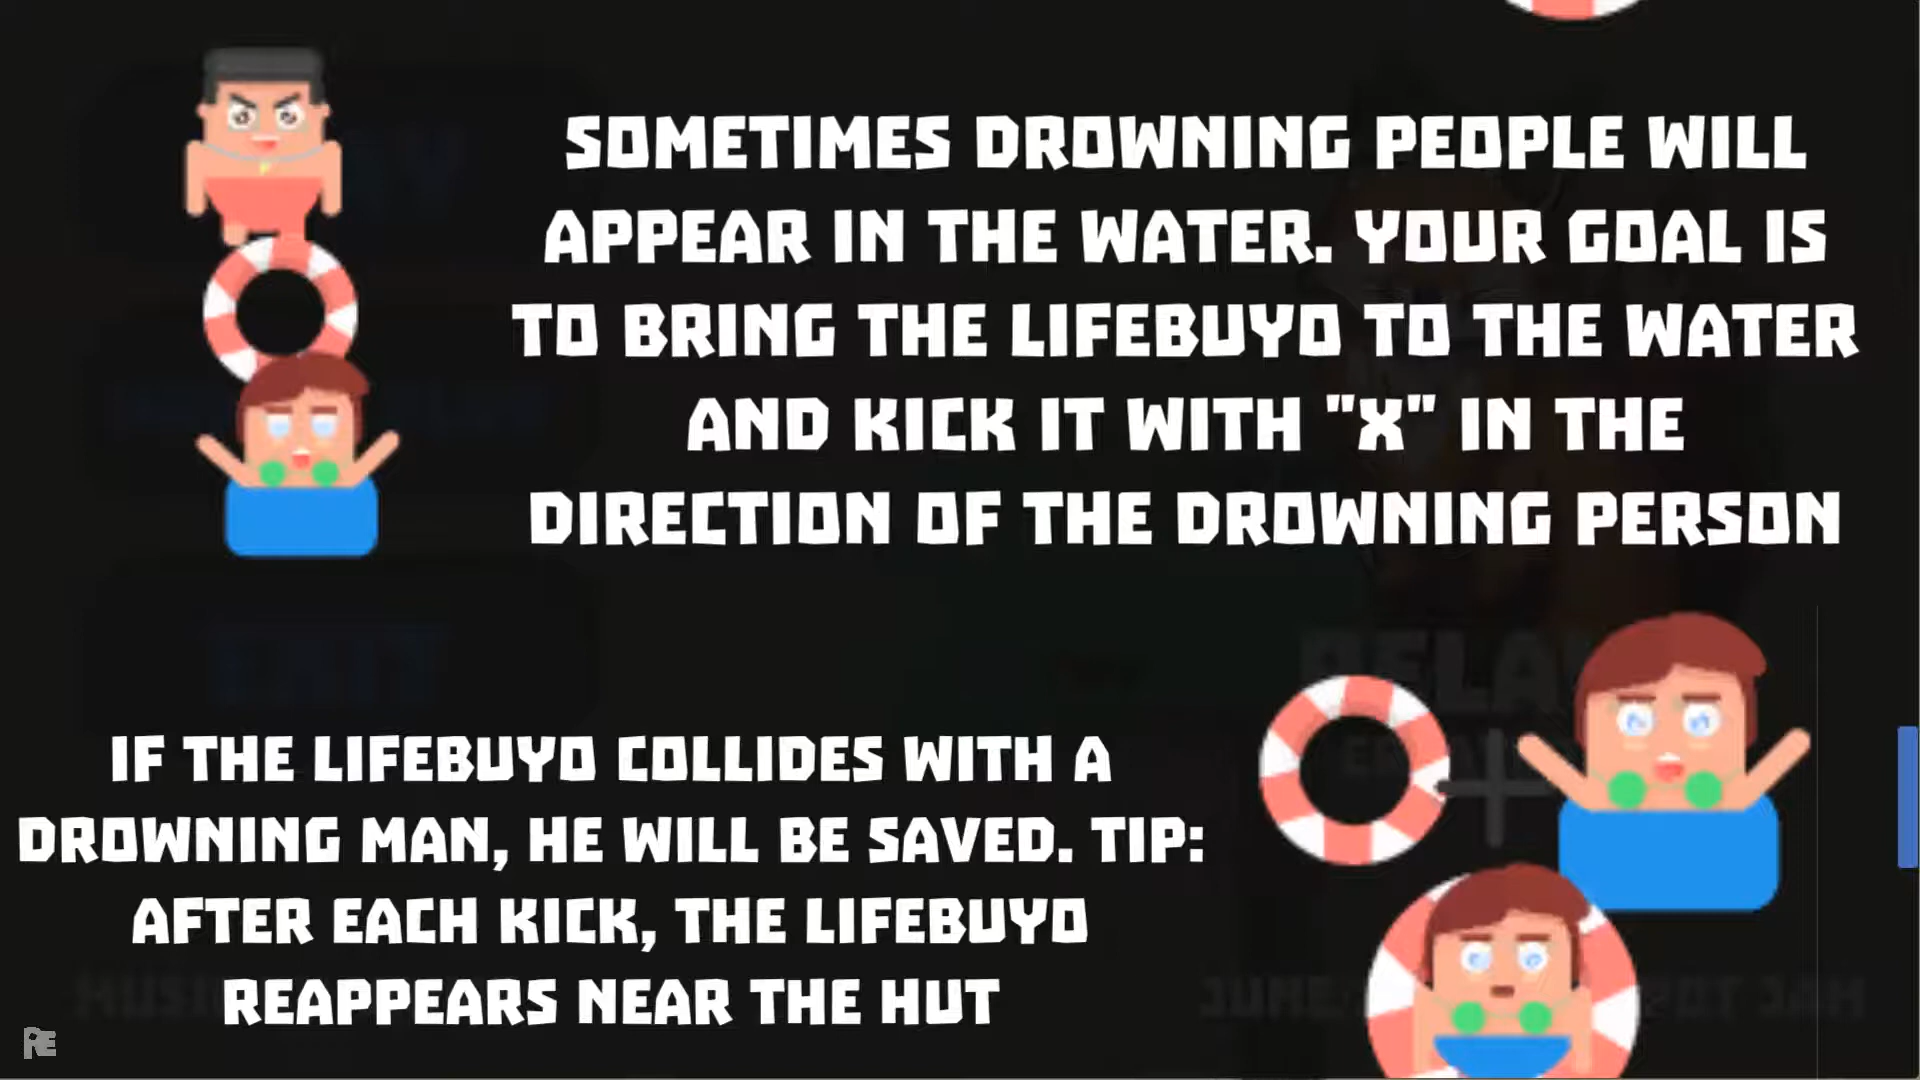 SOMETIMES DROWNING PEOPLE WILL
APPEAR IN THE WATER. YOUR GOAL IS
TO BRING THE LIFEBUYO TO THE WATER
AND KICK IT WITH "X" IN THE
DIRECTION OF THE DROWNING PERSON
IF THE LIFEBUYO COLLIDES WITH A
DROWNING MAN, HE WILL BE SAVED. TIP:
AFTER EACH KICK, THE LIFEBUYO
REAPPEARS NEAR THE HUT
EXIT
RE